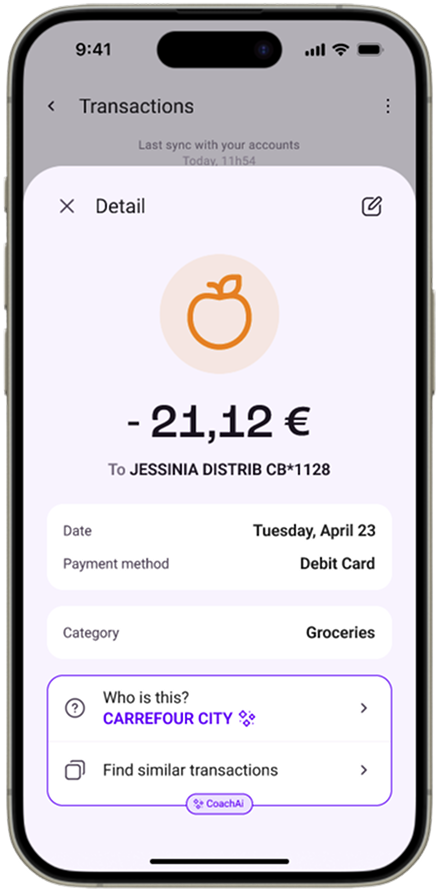 9:41
Transactions
Last sync with your accounts
Today, 11h54
Detail
- 21,12 €
To JESSINIA DISTRIB CB*1128
Date Tuesday, April 23
Payment method Debit Card
Category Groceries
Who is this?
CARREFOUR CITY
Find similar transactions
CoachAi